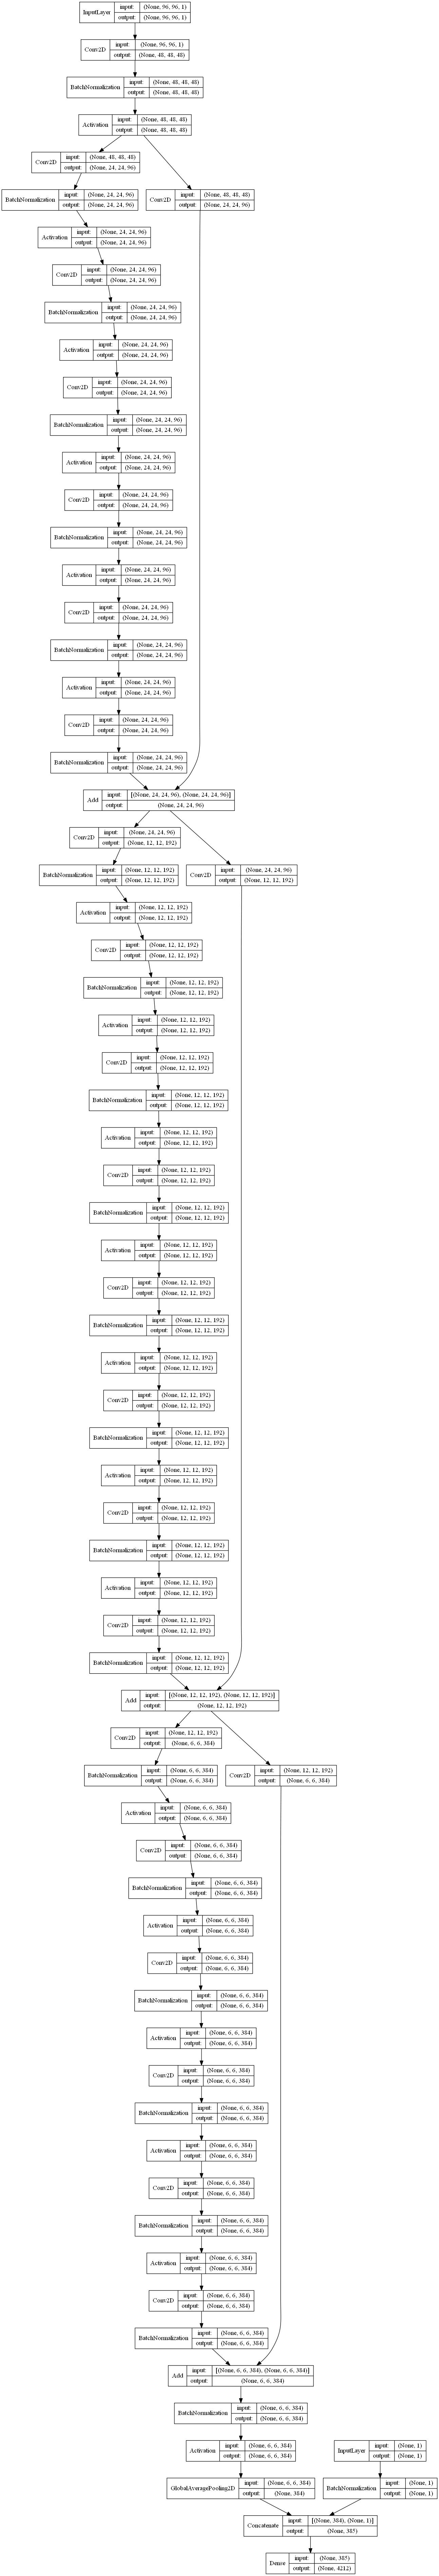 InputLayer input: (None, 96, 96, 1)
output: (None, 96, 96, 1)
Conv2D input: (None, 96, 96, 1)
output: (None, 48, 48, 48)
BatchNormalization input: (None, 48, 48, 48)
output: (None, 48, 48, 48)
Activation input: (None, 48, 48, 48)
output: (None, 48, 48, 48)
Conv2D input: (None, 48, 48, 48)
output: (None, 24, 24, 96)
BatchNormalization input: (None, 24, 24, 96)
output: (None, 24, 24, 96)
Conv2D input: (None, 48, 48, 48)
output: (None, 24, 24, 96)
Activation input: (None, 24, 24, 96)
output: (None, 24, 24, 96)
Conv2D input: (None, 24, 24, 96)
output: (None, 24, 24, 96)
BatchNormalization input: (None, 24, 24, 96)
output: (None, 24, 24, 96)
Activation input: (None, 24, 24, 96)
output: (None, 24, 24, 96)
Conv2D input: (None, 24, 24, 96)
output: (None, 24, 24, 96)
BatchNormalization input: (None, 24, 24, 96)
output: (None, 24, 24, 96)
Activation input: (None, 24, 24, 96)
output: (None, 24, 24, 96)
Conv2D input: (None, 24, 24, 96)
output: (None, 24, 24, 96)
BatchNormalization input: (None, 24, 24, 96)
output: (None, 24, 24, 96)
Activation input: (None, 24, 24, 96)
output: (None, 24, 24, 96)
Conv2D input: (None, 24, 24, 96)
output: (None, 24, 24, 96)
BatchNormalization input: (None, 24, 24, 96)
output: (None, 24, 24, 96)
Activation input: (None, 24, 24, 96)
output: (None, 24, 24, 96)
Conv2D input: (None, 24, 24, 96)
output: (None, 24, 24, 96)
BatchNormalization input: (None, 24, 24, 96)
output: (None, 24, 24, 96)
Add input: [(None, 24, 24, 96), (None, 24, 24, 96)]
output: (None, 24, 24, 96)
Conv2D input: (None, 24, 24, 96)
output: (None, 12, 12, 192)
BatchNormalization input: (None, 12, 12, 192)
output: (None, 12, 12, 192)
Conv2D input: (None, 24, 24, 96)
output: (None, 12, 12, 192)
Activation input: (None, 12, 12, 192)
output: (None, 12, 12, 192)
Conv2D input: (None, 12, 12, 192)
output: (None, 12, 12, 192)
BatchNormalization input: (None, 12, 12, 192)
output: (None, 12, 12, 192)
Activation input: (None, 12, 12, 192)
output: (None, 12, 12, 192)
Conv2D input: (None, 12, 12, 192)
output: (None, 12, 12, 192)
BatchNormalization input: (None, 12, 12, 192)
output: (None, 12, 12, 192)
Activation input: (None, 12, 12, 192)
output: (None, 12, 12, 192)
Conv2D input: (None, 12, 12, 192)
output: (None, 12, 12, 192)
BatchNormalization input: (None, 12, 12, 192)
output: (None, 12, 12, 192)
Activation input: (None, 12, 12, 192)
output: (None, 12, 12, 192)
Conv2D input: (None, 12, 12, 192)
output: (None, 12, 12, 192)
BatchNormalization input: (None, 12, 12, 192)
output: (None, 12, 12, 192)
Activation input: (None, 12, 12, 192)
output: (None, 12, 12, 192)
Conv2D input: (None, 12, 12, 192)
output: (None, 12, 12, 192)
BatchNormalization input: (None, 12, 12, 192)
output: (None, 12, 12, 192)
Activation input: (None, 12, 12, 192)
output: (None, 12, 12, 192)
Conv2D input: (None, 12, 12, 192)
output: (None, 12, 12, 192)
BatchNormalization input: (None, 12, 12, 192)
output: (None, 12, 12, 192)
Activation input: (None, 12, 12, 192)
output: (None, 12, 12, 192)
Conv2D input: (None, 12, 12, 192)
output: (None, 12, 12, 192)
BatchNormalization input: (None, 12, 12, 192)
output: (None, 12, 12, 192)
Add input: [(None, 12, 12, 192), (None, 12, 12, 192)]
output: (None, 12, 12, 192)
Conv2D input: (None, 12, 12, 192)
output: (None, 6, 6, 384)
BatchNormalization input: (None, 6, 6, 384)
output: (None, 6, 6, 384)
Conv2D input: (None, 12, 12, 192)
output: (None, 6, 6, 384)
Activation input: (None, 6, 6, 384)
output: (None, 6, 6, 384)
Conv2D input: (None, 6, 6, 384)
output: (None, 6, 6, 384)
BatchNormalization input: (None, 6, 6, 384)
output: (None, 6, 6, 384)
Activation input: (None, 6, 6, 384)
output: (None, 6, 6, 384)
Conv2D input: (None, 6, 6, 384)
output: (None, 6, 6, 384)
BatchNormalization input: (None, 6, 6, 384)
output: (None, 6, 6, 384)
Activation input: (None, 6, 6, 384)
output: (None, 6, 6, 384)
Conv2D input: (None, 6, 6, 384)
output: (None, 6, 6, 384)
BatchNormalization input: (None, 6, 6, 384)
output: (None, 6, 6, 384)
Activation input: (None, 6, 6, 384)
output: (None, 6, 6, 384)
Conv2D input: (None, 6, 6, 384)
output: (None, 6, 6, 384)
BatchNormalization input: (None, 6, 6, 384)
output: (None, 6, 6, 384)
Activation input: (None, 6, 6, 384)
output: (None, 6, 6, 384)
Conv2D input: (None, 6, 6, 384)
output: (None, 6, 6, 384)
BatchNormalization input: (None, 6, 6, 384)
output: (None, 6, 6, 384)
Add input: [(None, 6, 6, 384), (None, 6, 6, 384)]
output: (None, 6, 6, 384)
BatchNormalization input: (None, 6, 6, 384)
output: (None, 6, 6, 384)
Activation input: (None, 6, 6, 384)
output: (None, 6, 6, 384)
InputLayer input: (None, 1)
output: (None, 1)
GlobalAveragePooling2D input: (None, 6, 6, 384)
output: (None, 384)
BatchNormalization input: (None, 1)
output: (None, 1)
Concatenate input: [(None, 384), (None, 1)]
output: (None, 385)
Dense input: (None, 385)
output: (None, 4212)